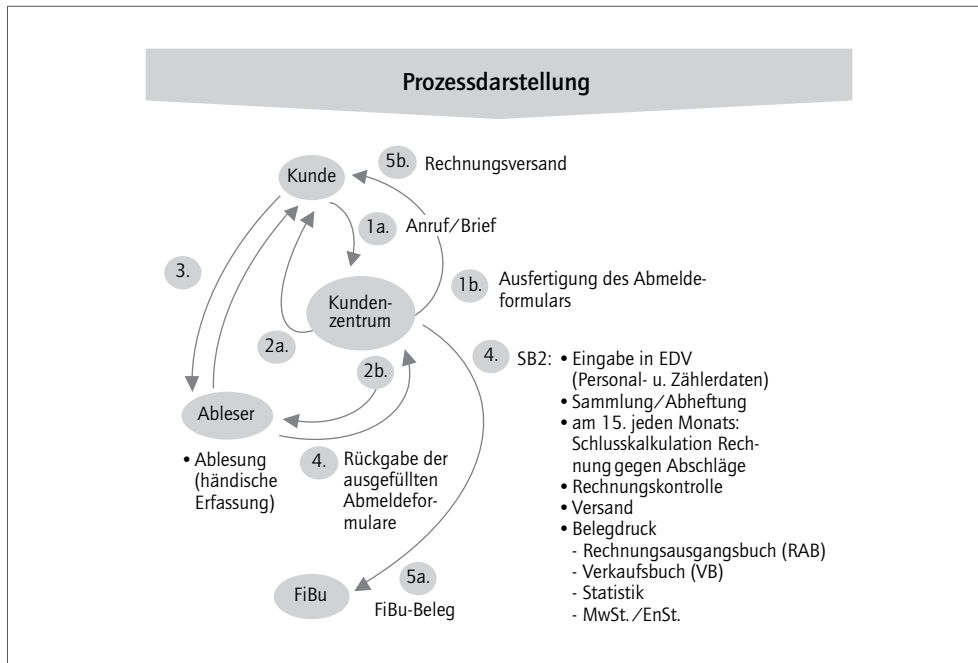 Prozessdarstellung
5b. Rechnungsversand
Kunde
1a. Anruf/Brief
3.
1b. Ausfertigung des Abmelde-
formulars
Kunden-
zentrum
2a.
2b.
4. SB2: • Eingabe in EDV
(Personal- u. Zählerdaten)
• Sammlung/Abheftung
• am 15. jeden Monats:
Schlusskalkulation Rech-
nung gegen Abschläge
• Rechnungskontrolle
• Versand
• Belegdruck
- Rechnungsausgangsbuch (RAB)
- Verkaufsbuch (VB)
- Statistik
- MwSt./EnSt.
Ableser
• Ablesung
(händische
Erfassung)
4. Rückgabe der
ausgefüllten
Abmeldefor-
mulare
5a.
FiBu-Beleg
FiBu